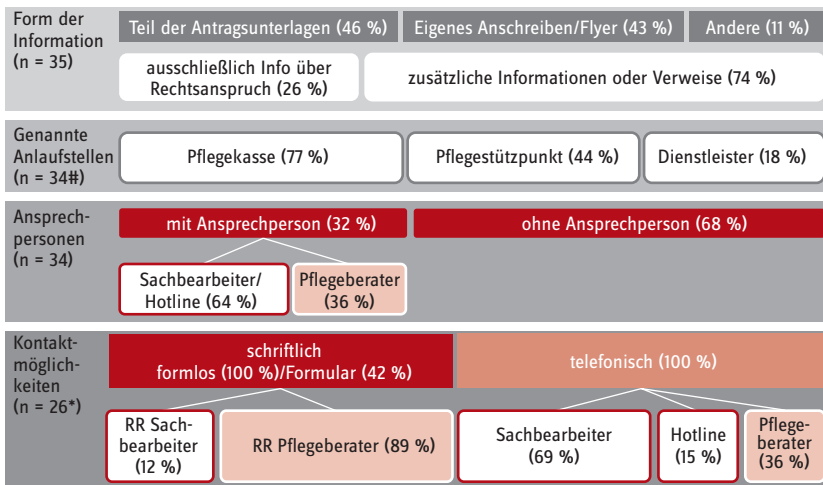 Form der
Information
(n = 35)
Teil der Antragsunterlagen (46 %)
Eigenes Anschreiben/Flyer (43 %)
Andere (11 %)
ausschließlich Info über
Rechtsanspruch (26 %)
zusätzliche Informationen oder Verweise (74 %)
Genannte
Anlaufstellen
(n = 34#)
Pflegekasse (77 %)
Pflegestützpunkt (44 %)
Dienstleister (18 %)
Ansprech-
personen
(n = 34)
mit Ansprechperson (32 %)
ohne Ansprechperson (68 %)
Sachbearbeiter/
Hotline (64 %)
Pflegeberater
(36 %)
Kontakt-
möglich-
keiten
(n = 26*)
schriftlich
formlos (100 %)/Formular (42 %)
telefonisch (100 %)
RR Sach-
bearbeiter
(12 %)
RR Pflegeberater (89 %)
Sachbearbeiter
(69 %)
Hotline
(15 %)
Pflege-
berater
(36 %)